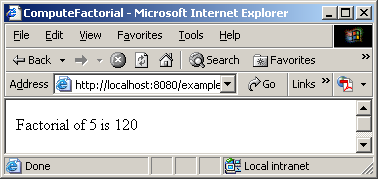 ComputeFactorial - Microsoft Internet Explorer
File Edit View Favorites Tools Help
Back Search Favorites
Address http://localhost:8080/example Go Links
Factorial of 5 is 120
Done Local intranet